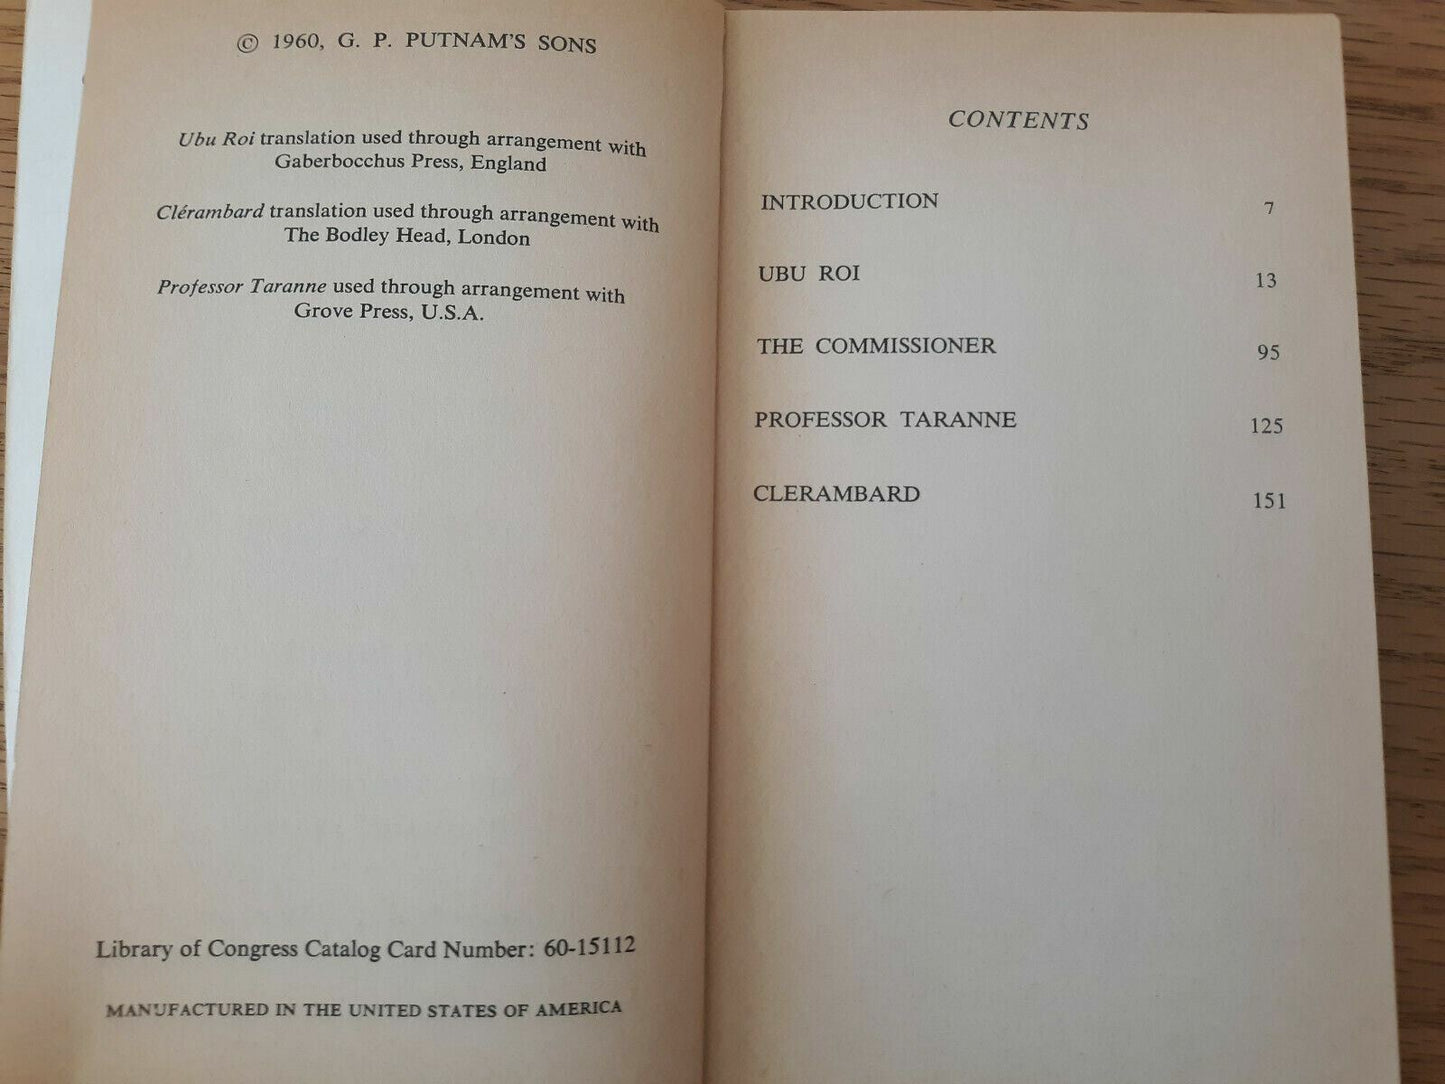 © 1960, G. P. PUTNAM'S SONS
Ubu Roi translation used through arrangement with
Gaberbocchus Press, England
Clérambard translation used through arrangement with
The Bodley Head, London
Professor Taranne used through arrangement with
Grove Press, U.S.A.
Library of Congress Catalog Card Number: 60-15112
MANUFACTURED IN THE UNITED STATES OF AMERICA
CONTENTS
INTRODUCTION 7
UBU ROI 13
THE COMMISSIONER 95
PROFESSOR TARANNE 125
CLERAMBARD 151